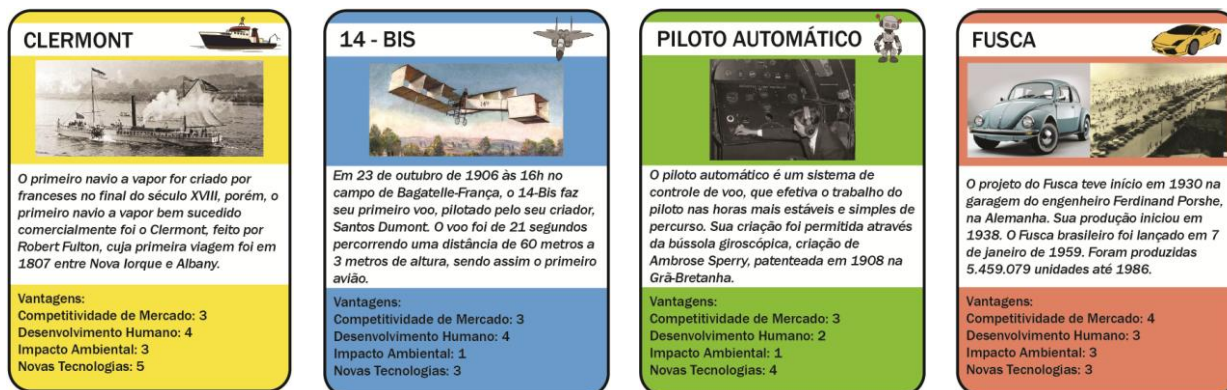 CLERMONT
O primeiro navio a vapor for criado por
franceses no final do século XVIII, porém, o
primeiro navio a vapor bem sucedido
comercialmente foi o Clermont, feito por
Robert Fulton, cuja primeira viagem foi em
1807 entre Nova Iorque e Albany.
Vantagens:
Competitividade de Mercado: 3
Desenvolvimento Humano: 4
Impacto Ambiental: 3
Novas Tecnologias: 5
14 - BIS
Em 23 de outubro de 1906 às 16h no
campo de Bagatelle-França, o 14-Bis faz
seu primeiro voo, pilotado pelo seu criador,
Santos Dumont. O voo foi de 21 segundos
percorrendo uma distância de 60 metros a
3 metros de altura, sendo assim o primeiro
avião.
Vantagens:
Competitividade de Mercado: 3
Desenvolvimento Humano: 4
Impacto Ambiental: 1
Novas Tecnologias: 3
PILOTO AUTOMÁTICO
O piloto automático é um sistema de
controle de voo, que efetiva o trabalho do
piloto nas horas mais estáveis e simples de
percurso. Sua criação foi permitida através
da bússola giroscópica, criação de
Ambrose Sperry, patenteada em 1908 na
Grã-Bretanha.
Vantagens:
Competitividade de Mercado: 3
Desenvolvimento Humano: 2
Impacto Ambiental: 1
Novas Tecnologias: 4
FUSCA
O projeto do Fusca teve início em 1930 na
garagem do engenheiro Ferdinand Porshe,
na Alemanha. Sua produção iniciou em
1938. O Fusca brasileiro foi lançado em 7
de janeiro de 1959. Foram produzidas
5.459.079 unidades até 1986.
Vantagens:
Competitividade de Mercado: 4
Desenvolvimento Humano: 3
Impacto Ambiental: 3
Novas Tecnologias: 3